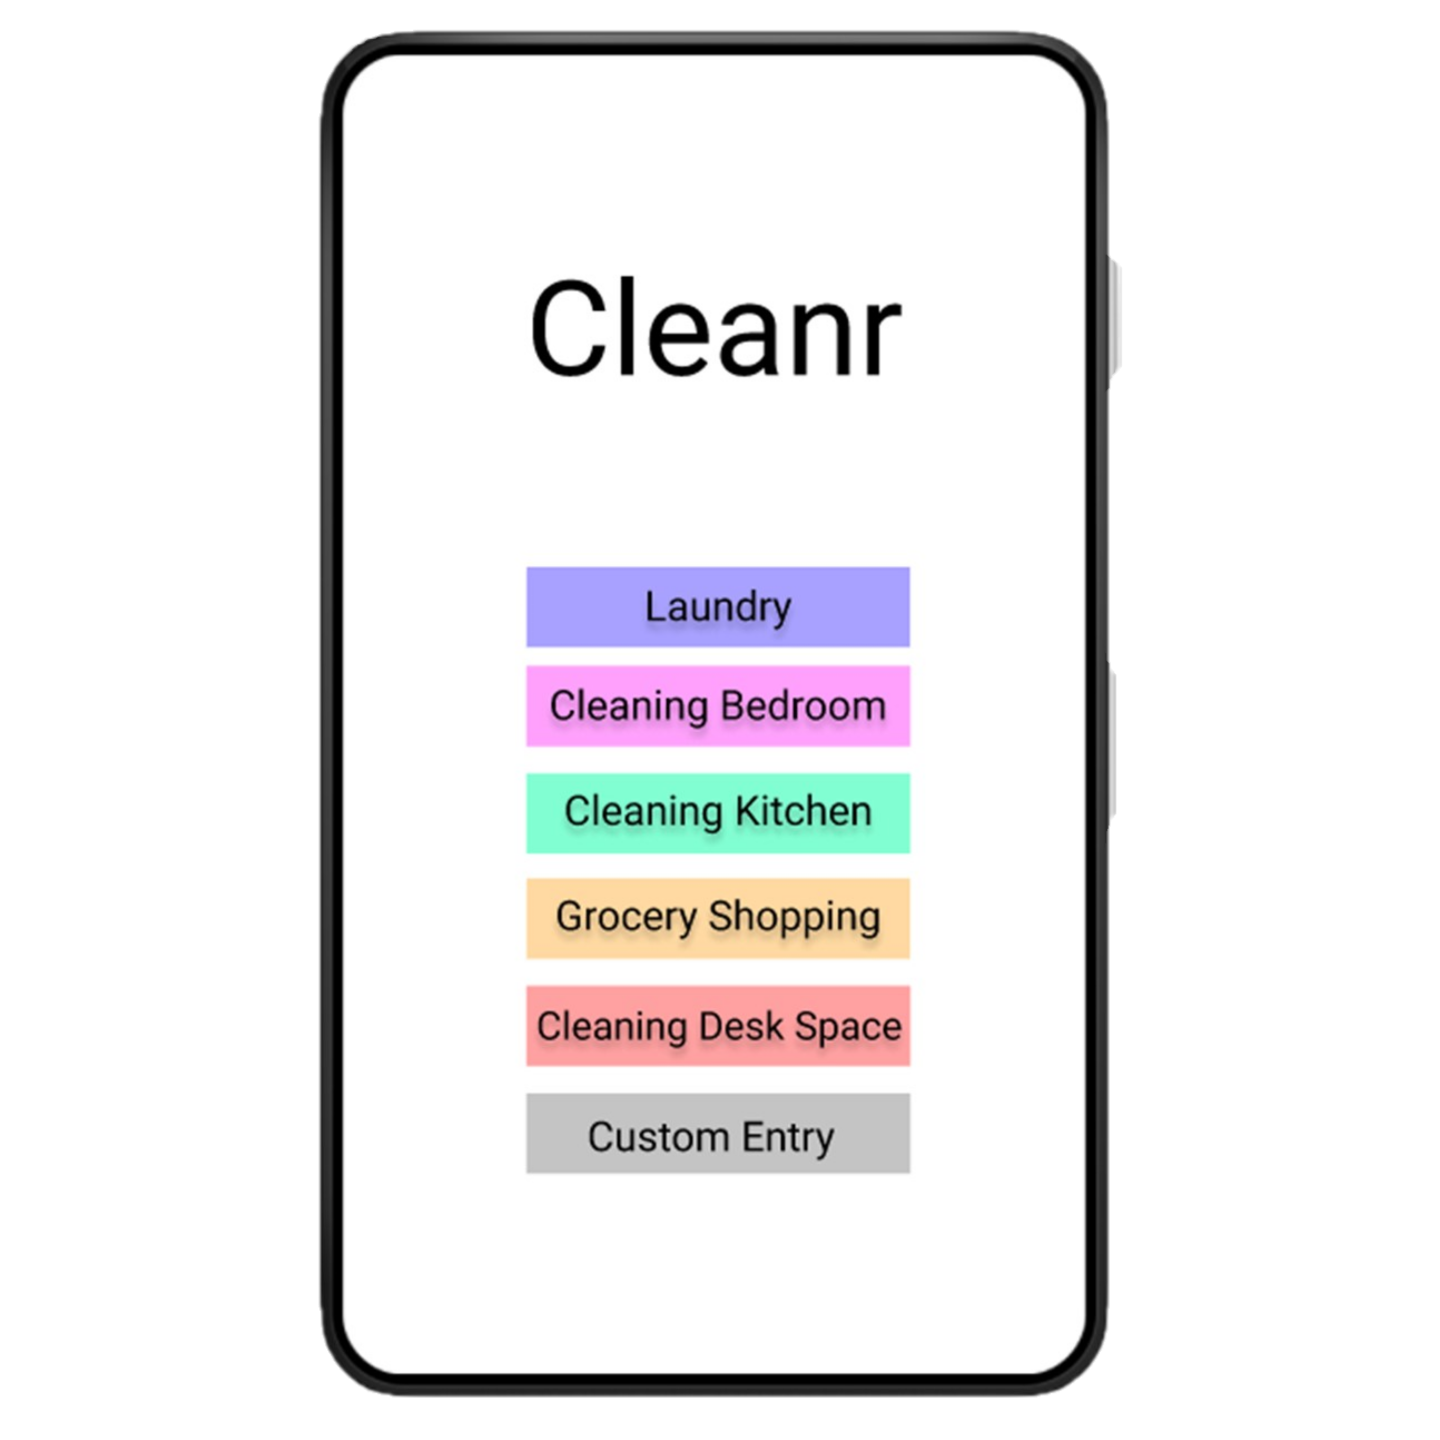 Cleanr
Laundry
Cleaning Bedroom
Cleaning Kitchen
Grocery Shopping
Cleaning Desk Space
Custom Entry